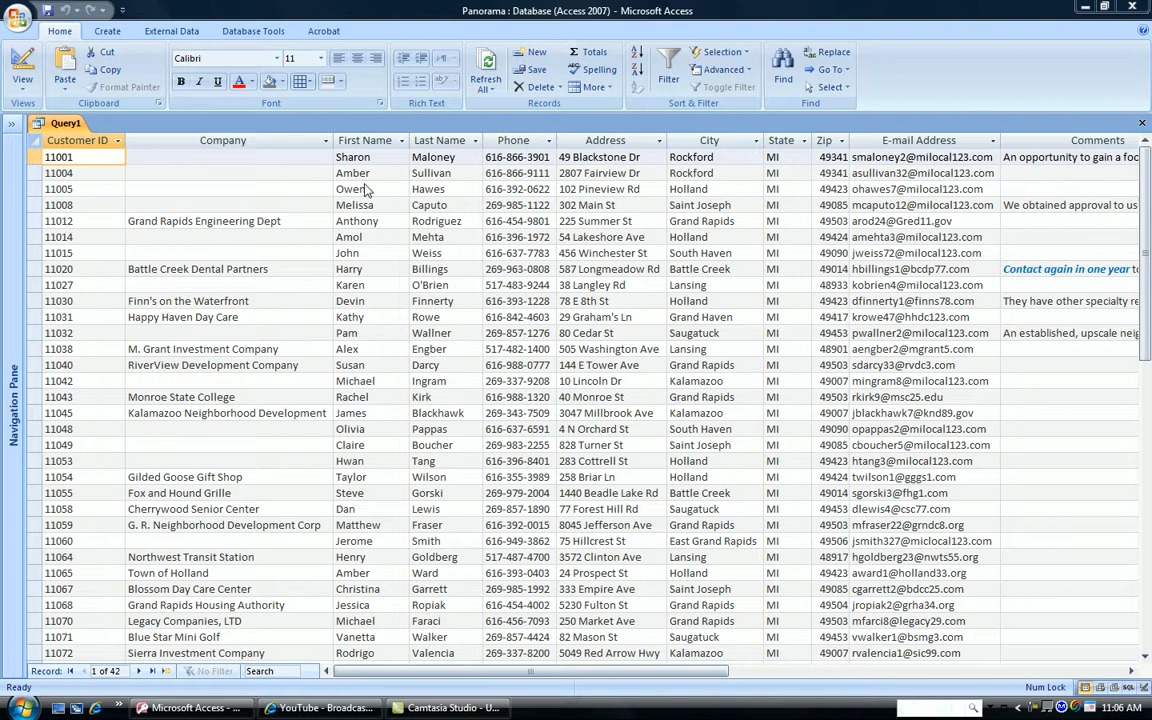 Panorama : Database (Access 2007) - Microsoft Access
Home Create External Data Database Tools Acrobat
View
Views
Paste
Cut
Copy
Format Painter
Clipboard
Calibri 11
B I U A
Font
Rich Text
Refresh All
New
Save
Delete
Totals
Spelling
More
Records
Filter
Selection
Advanced
Toggle Filter
Sort & Filter
Find
Replace
Go To
Select
Find
Query1
Navigation Pane
Customer ID Company First Name Last Name Phone Address City State Zip E-mail Address Comments
11001 Sharon Maloney 616-866-3901 49 Blackstone Dr Rockford MI 49341 smaloney2@milocal123.com An opportunity to gain a foo
11004 Amber Sullivan 616-866-9111 2807 Fairview Dr Rockford MI 49341 asullivan32@milocal123.com
11005 Owen Hawes 616-392-0622 102 Pineview Rd Holland MI 49423 ohawes7@milocal123.com
11008 Melissa Caputo 269-985-1122 302 Main St Saint Joseph MI 49085 mcaputo12@milocal123.com We obtained approval to us
11012 Grand Rapids Engineering Dept Anthony Rodriguez 616-454-9801 225 Summer St Grand Rapids MI 49503 arod24@Gred11.gov
11014 Amol Mehta 616-396-1972 54 Lakeshore Ave Holland MI 49424 amehta3@milocal123.com
11015 John Weiss 616-637-7783 456 Winchester St South Haven MI 49090 jweiss72@milocal123.com
11020 Battle Creek Dental Partners Harry Billings 269-963-0808 587 Longmeadow Rd Battle Creek MI 49014 hbillings1@bcdp77.com Contact again in one year to
11027 Karen O'Brien 517-483-9244 38 Langley Rd Lansing MI 48933 kobrien4@milocal123.com
11030 Finn's on the Waterfront Devin Finnerty 616-393-1228 78 E 8th St Holland MI 49423 dfinnerty1@finns78.com They have other specialty re
11031 Happy Haven Day Care Kathy Rowe 616-842-4603 29 Graham's Ln Grand Haven MI 49417 krowe47@hhdc123.com
11032 Pam Wallner 269-857-1276 80 Cedar St Saugatuck MI 49453 pwallner2@milocal123.com An established, upscale neig
11038 M. Grant Investment Company Alex Engber 517-482-1400 505 Washington Ave Lansing MI 48901 aengber2@mgrant5.com
11040 RiverView Development Company Susan Darcy 616-988-0777 144 E Tower Ave Grand Rapids MI 49503 sdarcy33@rvdc3.com
11042 Michael Ingram 269-337-9208 10 Lincoln Dr Kalamazoo MI 49007 mingram8@milocal123.com
11043 Monroe State College Rachel Kirk 616-988-1320 40 Monroe St Grand Rapids MI 49503 rkirk9@msc25.edu
11045 Kalamazoo Neighborhood Development James Blackhawk 269-343-7509 3047 Millbrook Ave Kalamazoo MI 49007 jblackhawk7@knd89.gov
11048 Olivia Pappas 616-637-6591 4 N Orchard St South Haven MI 49090 opappas2@milocal123.com
11049 Claire Boucher 269-983-2255 828 Turner St Saint Joseph MI 49085 cboucher5@milocal123.com
11053 Hwan Tang 616-396-8401 283 Cottrell St Holland MI 49424 htang3@milocal123.com
11054 Gilded Goose Gift Shop Taylor Wilson 616-355-3989 258 Briar Ln Holland MI 49424 twilson1@gggs1.com
11055 Fox and Hound Grille Steve Gorski 269-979-2004 1440 Beadle Lake Rd Battle Creek MI 49014 sgorski3@fhg1.com
11058 Cherrywood Senior Center Dan Lewis 269-857-1890 77 Forest Hill Rd Saugatuck MI 49453 dlewis4@csc77.com
11059 G. R. Neighborhood Development Corp Matthew Fraser 616-392-0015 8045 Jefferson Ave Grand Rapids MI 49503 mfraser22@grndc8.org
11060 Jerome Smith 616-949-3862 75 Hillcrest St East Grand Rapids MI 49506 jsmith327@milocal123.com
11064 Northwest Transit Station Henry Goldberg 517-487-4700 3572 Clinton Ave Lansing MI 48917 hgoldberg23@nwts55.org
11065 Town of Holland Amber Ward 616-393-0403 24 Prospect St Holland MI 49424 award1@holland33.org
11067 Blossom Day Care Center Christina Garrett 269-985-1992 333 Empire Ave Saint Joseph MI 49085 cgarrett2@bdcc25.com
11068 Grand Rapids Housing Authority Jessica Ropiak 616-454-4002 5230 Fulton St Grand Rapids MI 49504 jropiak2@grha34.org
11070 Legacy Companies, LTD Michael Faraci 616-456-7093 250 Market Ave Grand Rapids MI 49503 mfarci8@legacy29.com
11071 Blue Star Mini Golf Vanetta Walker 269-857-4424 82 Mason St Saugatuck MI 49453 vwalker1@bsmg3.com
11072 Sierra Investment Company Rodrigo Valencia 269-337-8200 5049 Red Arrow Hwy Kalamazoo MI 49007 rvalencia1@sic99.com
Record: 1 of 42 No Filter Search
Ready Num Lock SQL
Microsoft Access - ... YouTube - Broadcas... Camtasia Studio - U... 11:06 AM